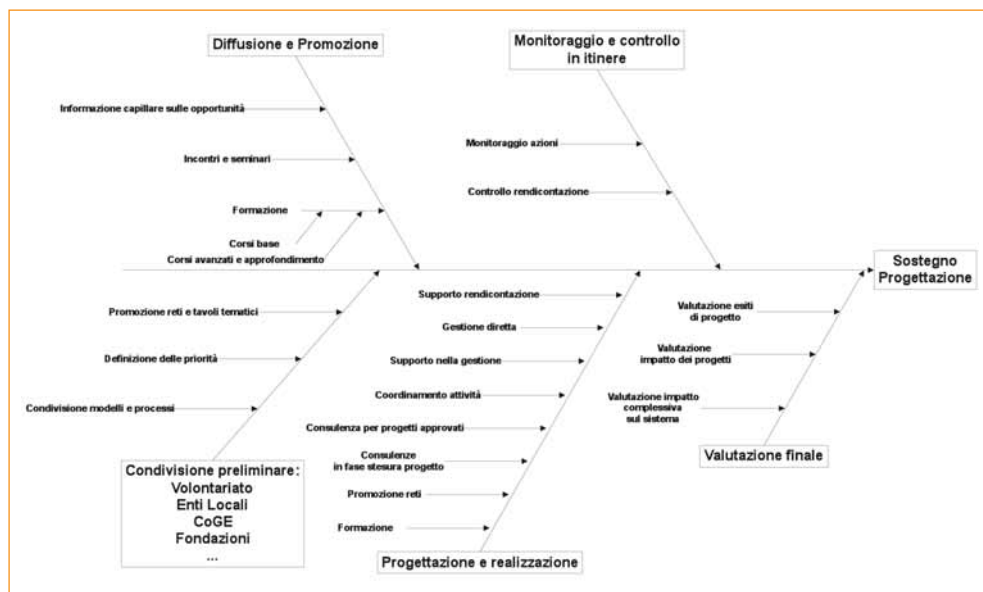 Diffusione e Promozione
Informazione capillare sulle opportunità
Incontri e seminari
Formazione
Corsi base
Corsi avanzati e approfondimento
Monitoraggio e controllo
in itinere
Monitoraggio azioni
Controllo rendicontazione
Sostegno
Progettazione
Promozione reti e tavoli tematici
Definizione delle priorità
Condivisione modelli e processi
Condivisione preliminare:
Volontariato
Enti Locali
CoGE
Fondazioni
...
Supporto rendicontazione
Gestione diretta
Supporto nella gestione
Coordinamento attività
Consulenza per progetti approvati
Consulenze
in fase stesura progetto
Promozione reti
Formazione
Progettazione e realizzazione
Valutazione esiti
di progetto
Valutazione
impatto dei progetti
Valutazione impatto
complessiva
sul sistema
Valutazione finale